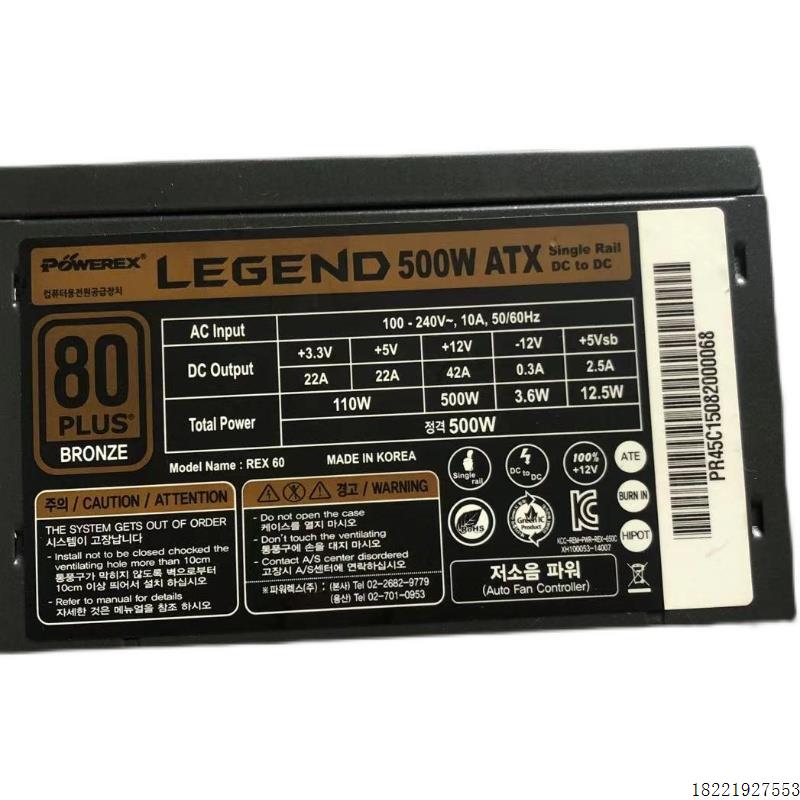 POWEREX®
컴퓨터용전원공급장치
LEGEND 500W ATX Single Rail
DC to DC
80
PLUS®
BRONZE
AC Input 100 - 240V~, 10A, 50/60Hz
DC Output +3.3V +5V +12V -12V +5Vsb
22A 22A 42A 0.3A 2.5A
Total Power 110W 500W 3.6W 12.5W
정격 500W
Model Name : REX 60 MADE IN KOREA
주의 / CAUTION / ATTENTION
THE SYSTEM GETS OUT OF ORDER
시스템이 고장납니다
- Install not to be closed chocked the
ventilating hole more than 10cm
통풍구가 막히지 않도록 벽으로부터
10cm 이상 띄어서 설치 하십시오
- Refer to manual for details
자세한 것은 메뉴얼을 참조 하십시오
경고 / WARNING
- Do not open the case
케이스를 열지 마시오
- Don't touch the ventilating
통풍구에 손을 대지 마시오
- Contact A/S center disordered
고장시 A/S센터에 연락하십시오
※파워렉스(주) : (본사) Tel 02-2682-9779
(용산) Tel 02-701-0953
Single
rail
DC
to DC
100%
+12V
RoHS
Green IC
Product
KCC-REM-PWR-REX-650C
XH100053-14007
저소음 파워
(Auto Fan Controller)
ATE
BURN IN
HIPOT
PR45C15082000068
18221927553